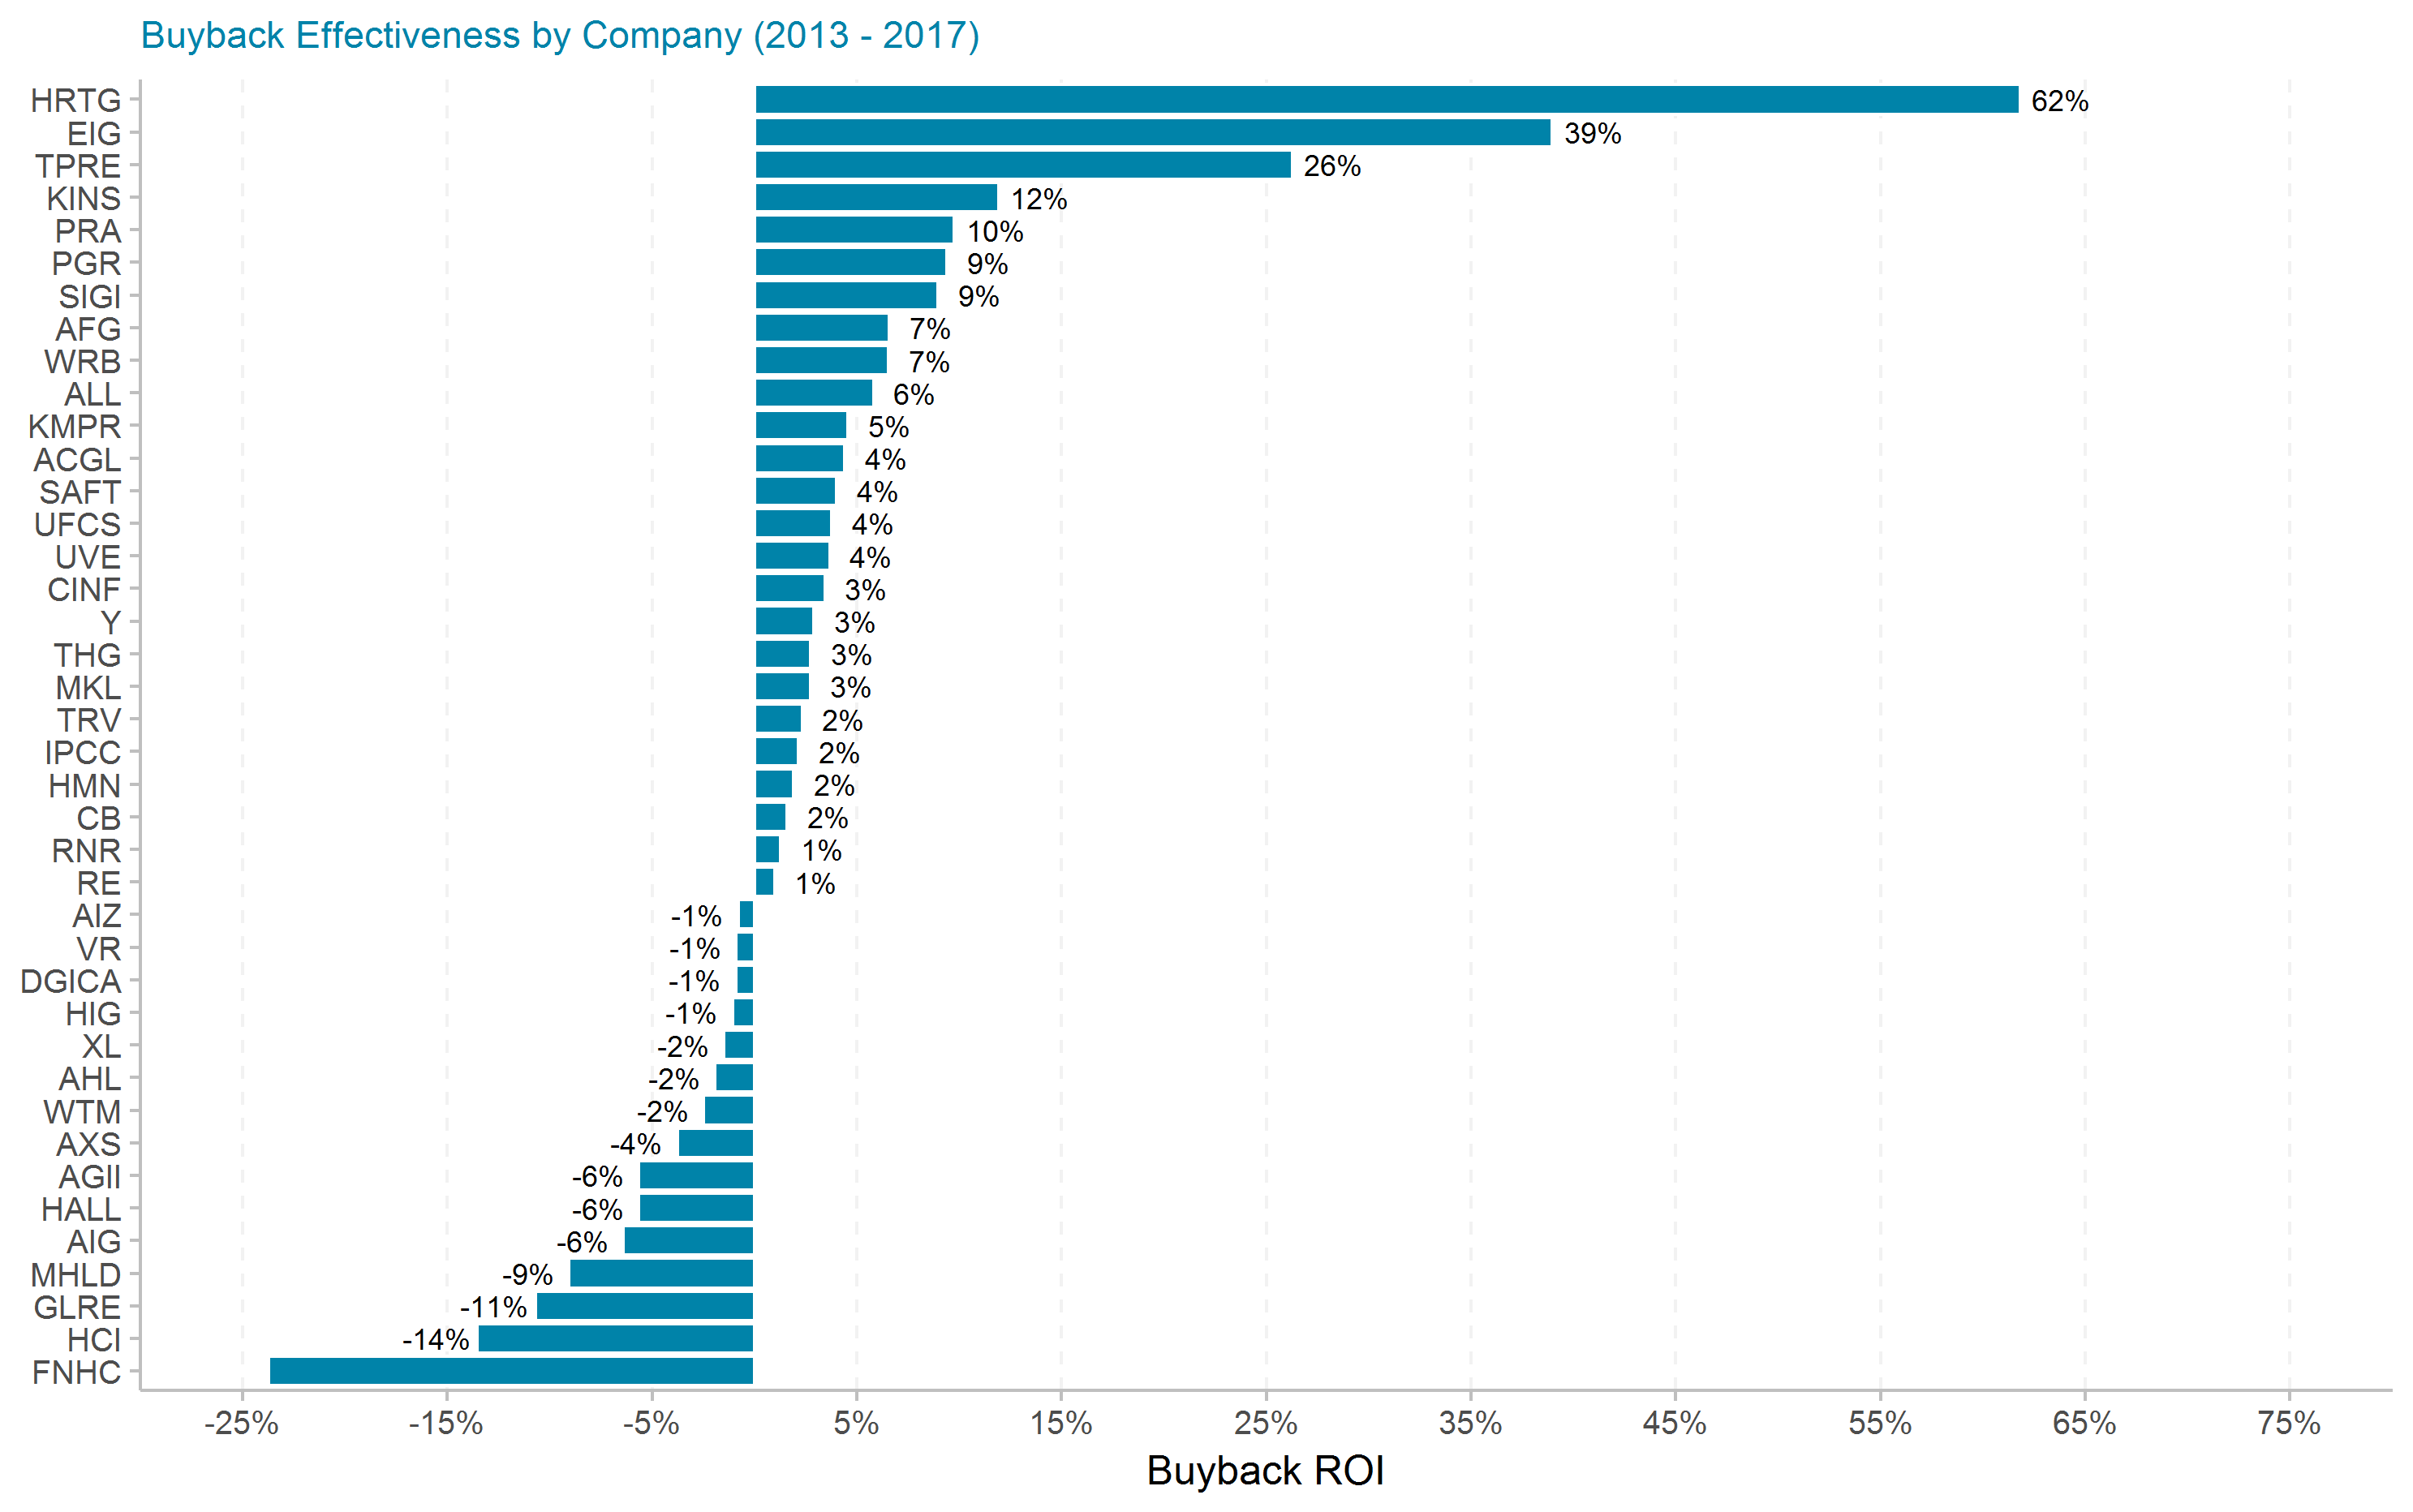 Buyback Effectiveness by Company (2013 - 2017)
HRTG 62%
EIG 39%
TPRE 26%
KINS 12%
PRA 10%
PGR 9%
SIGI 9%
AFG 7%
WRB 7%
ALL 6%
KMPR 5%
ACGL 4%
SAFT 4%
UFCS 4%
UVE 4%
CINF 3%
Y 3%
THG 3%
MKL 3%
TRV 2%
IPCC 2%
HMN 2%
CB 2%
RNR 1%
RE 1%
AIZ -1%
VR -1%
DGICA -1%
HIG -1%
XL -2%
AHL -2%
WTM -2%
AXS -4%
AGII -6%
HALL -6%
AIG -6%
MHLD -9%
GLRE -11%
HCI -14%
FNHC
-25% -15% -5% 5% 15% 25% 35% 45% 55% 65% 75%
Buyback ROI